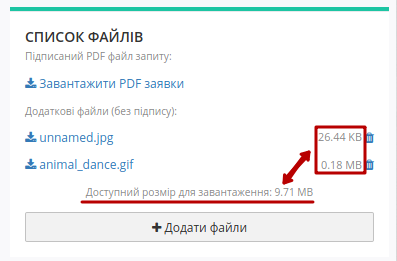 СПИСОК ФАЙЛІВ
Підписаний PDF файл запиту:
Завантажити PDF заявки
Додаткові файли (без підпису):
unnamed.jpg 26.44 KB
animal_dance.gif 0.18 MB
Доступний розмір для завантаження: 9.71 MB
Додати файли